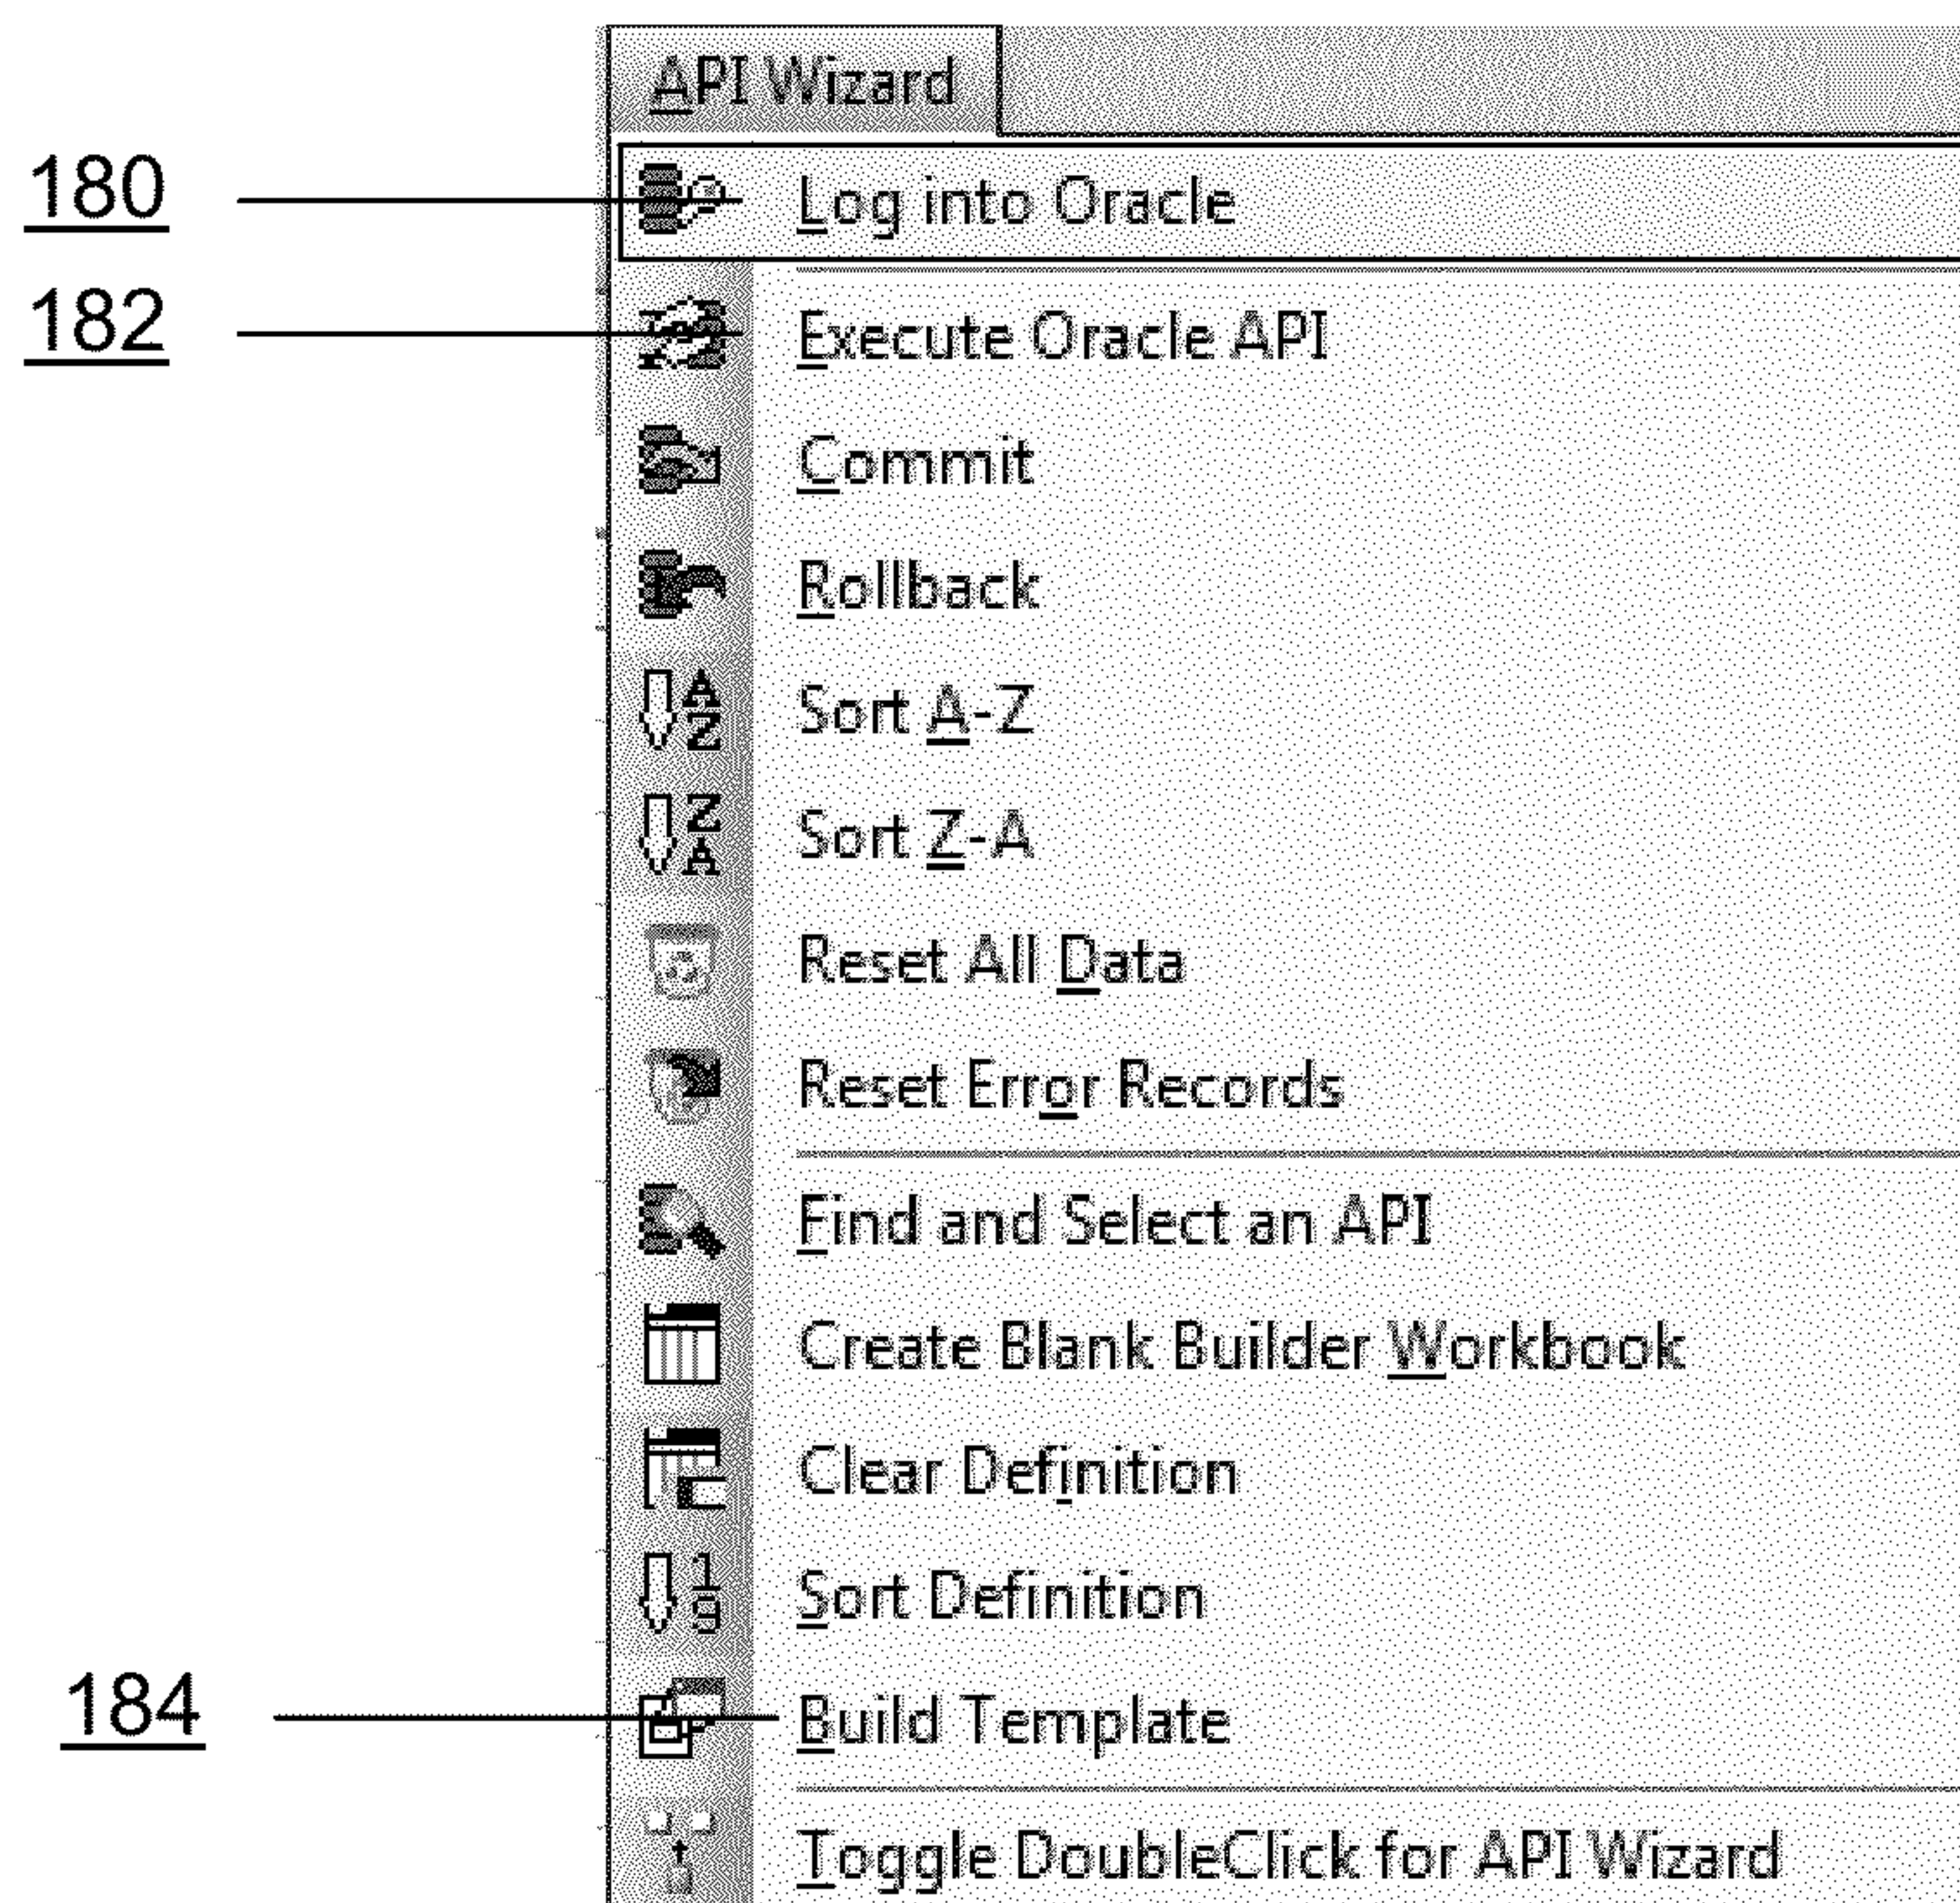 API Wizard
180 Log into Oracle
182 Execute Oracle API
Commit
Rollback
Sort A-Z
Sort Z-A
Reset All Data
Reset Error Records
Find and Select an API
Create Blank Builder Workbook
Clear Definition
Sort Definition
184 Build Template
Toggle DoubleClick for API Wizard